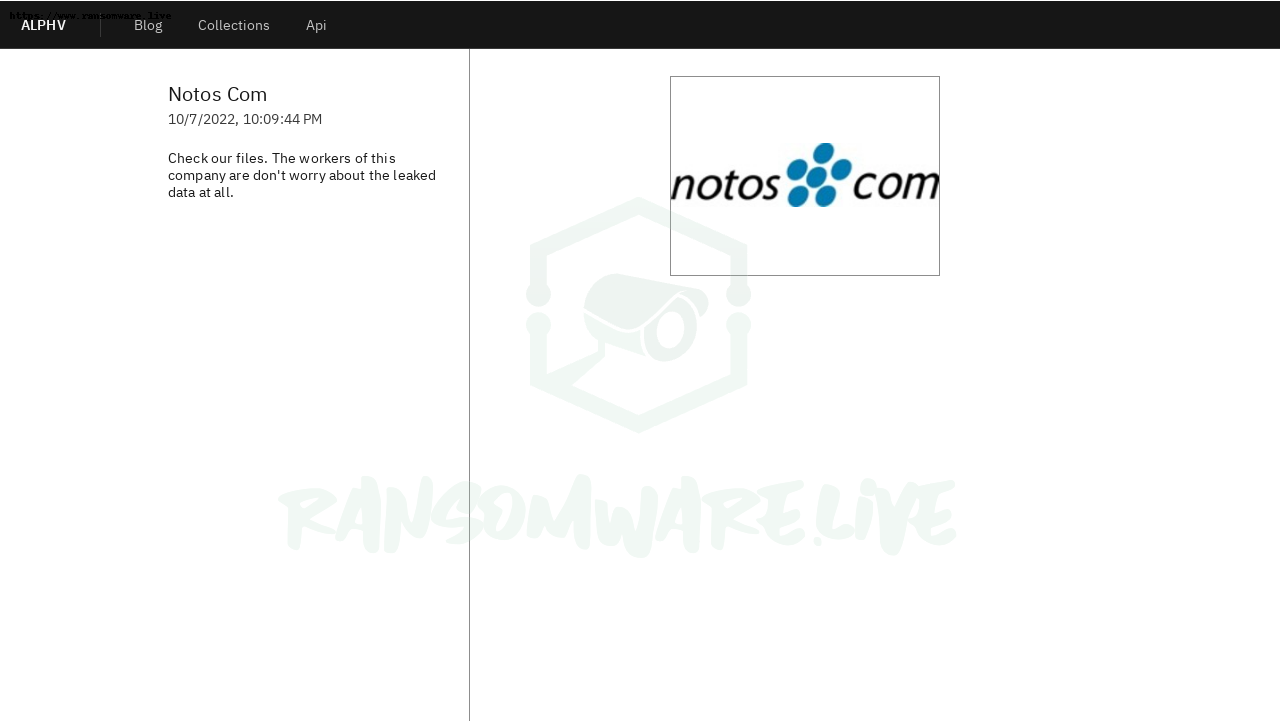 https://www.ransomware.live
ALPHV
Blog
Collections
Api
Notos Com
10/7/2022, 10:09:44 PM
Check our files. The workers of this
company are don't worry about the leaked
data at all.
notos com
RANSOMWARE.LIVE